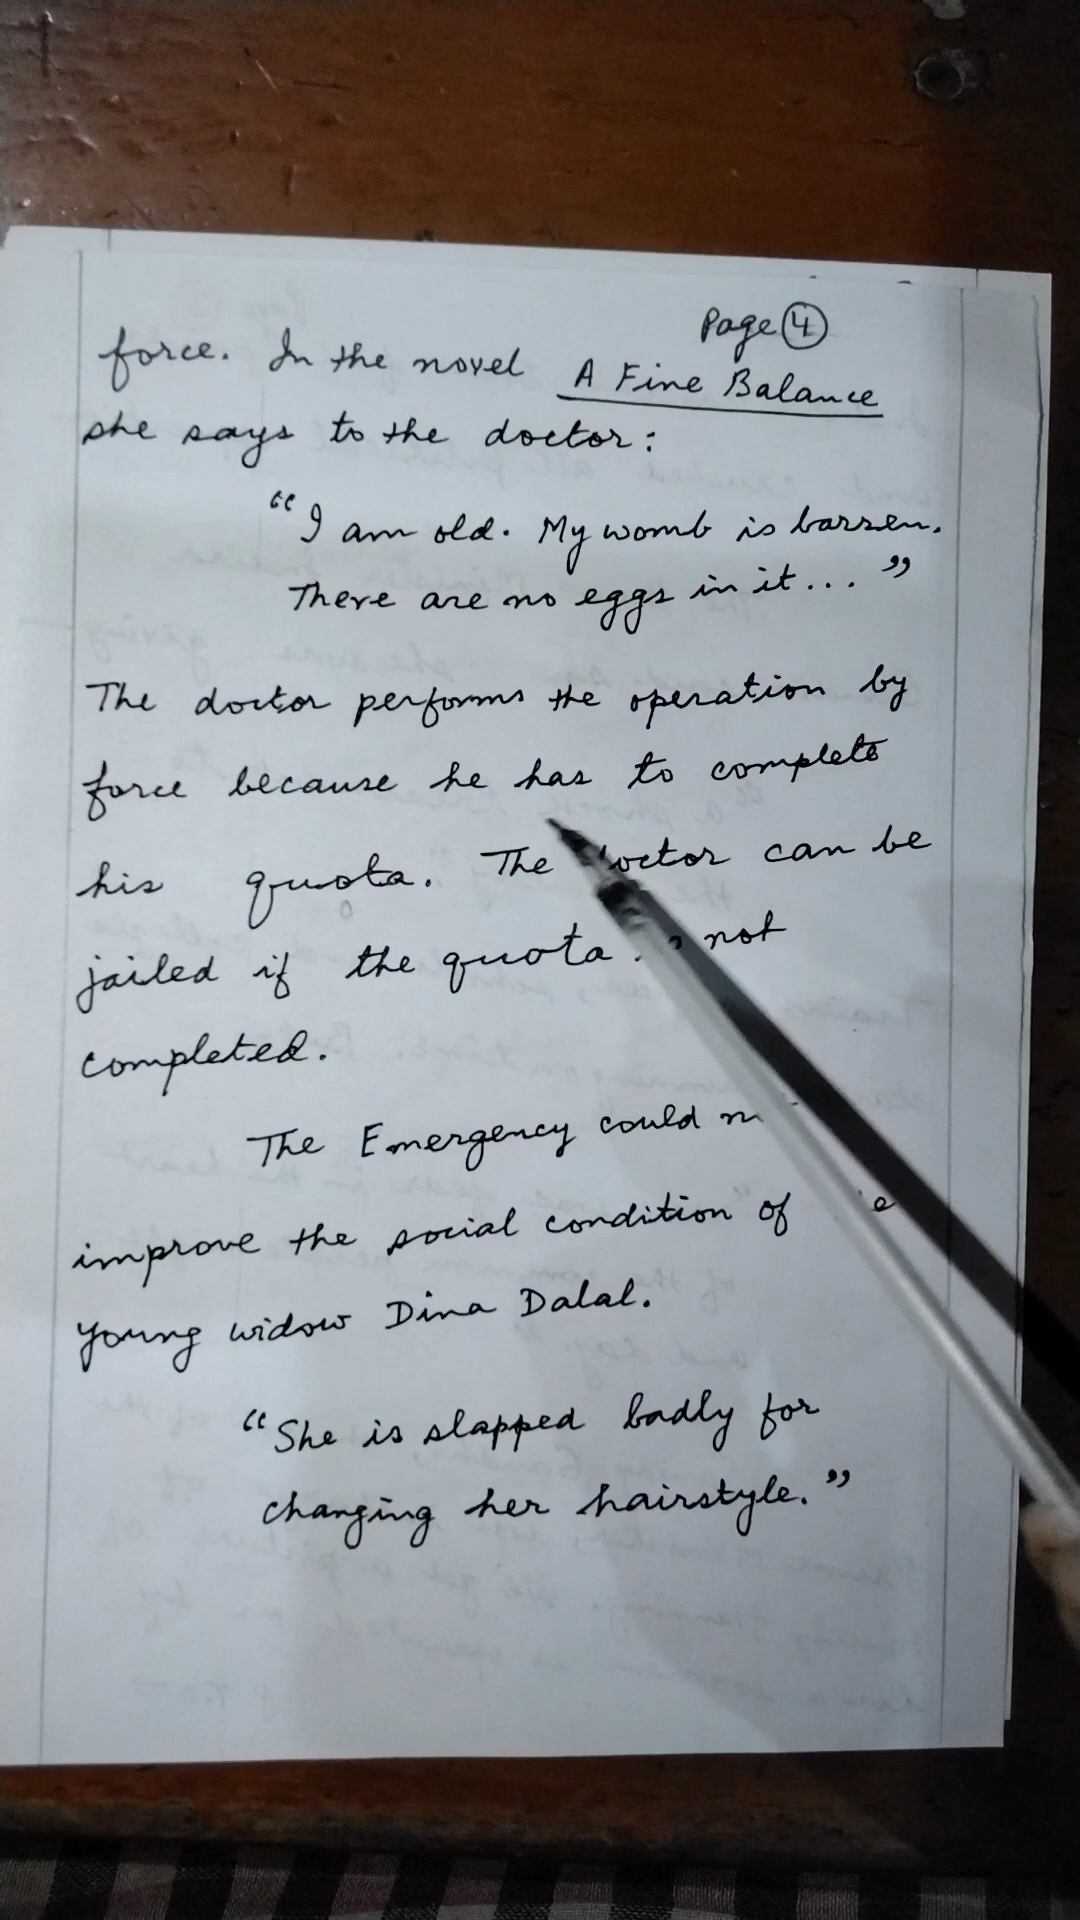 Page 4
force. In the novel A Fine Balance
she says to the doctor:
"I am old. My womb is barren.
There are no eggs in it... "
The doctor performs the operation by
force because he has to complete
his quota. The doctor can be
jailed if the quota not
completed.
The Emergency could
improve the social condition of
young widow Dina Dalal.
"She is slapped badly for
changing her hairstyle."